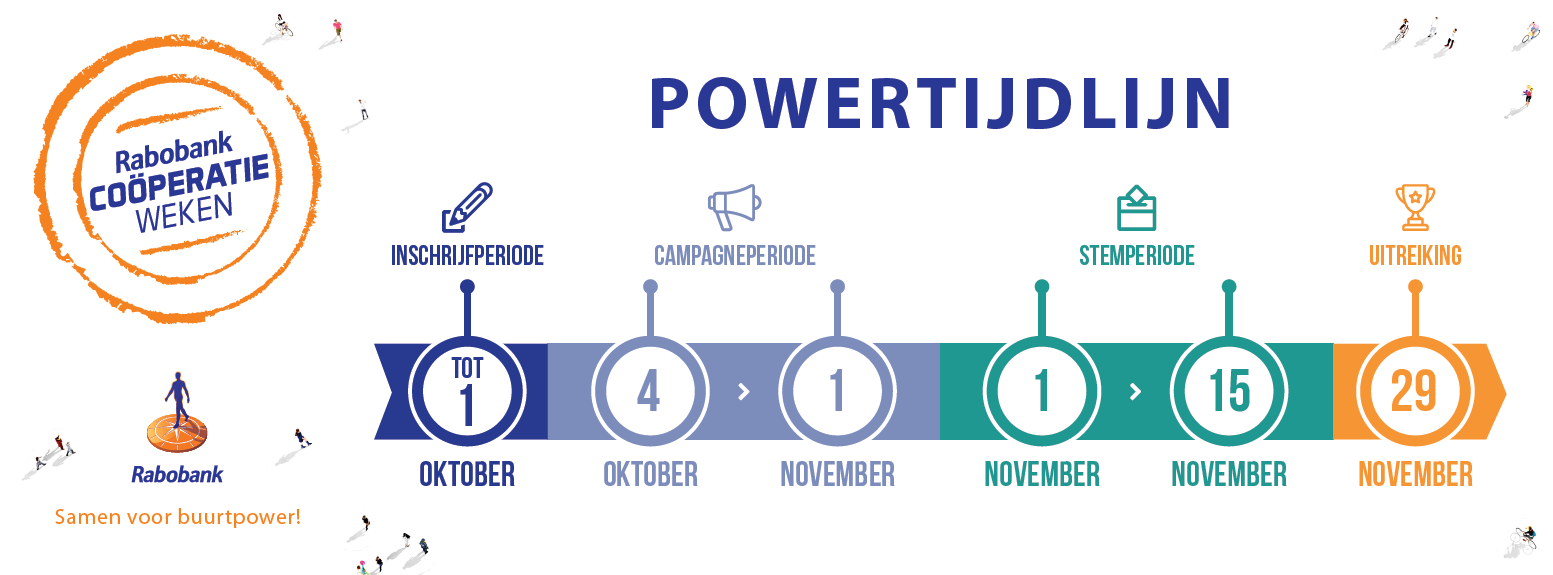 Rabobank
COÖPERATIE
WEKEN
POWERTIJDLIJN
INSCHRIJFPERIODE
CAMPAGNEPERIODE
STEMPERIODE
UITREIKING
TOT
1
4 > 1
1 > 15
29
OKTOBER
OKTOBER
NOVEMBER
NOVEMBER
NOVEMBER
NOVEMBER
Rabobank
Samen voor buurtpower!